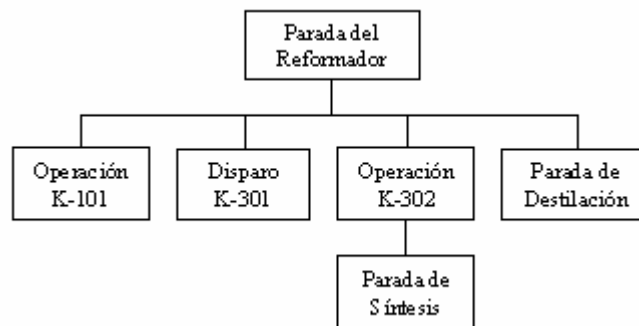 Parada del
Reformador
Operación
K-101
Disparo
K-301
Operación
K-302
Parada de
Destilación
Parada de
Síntesis